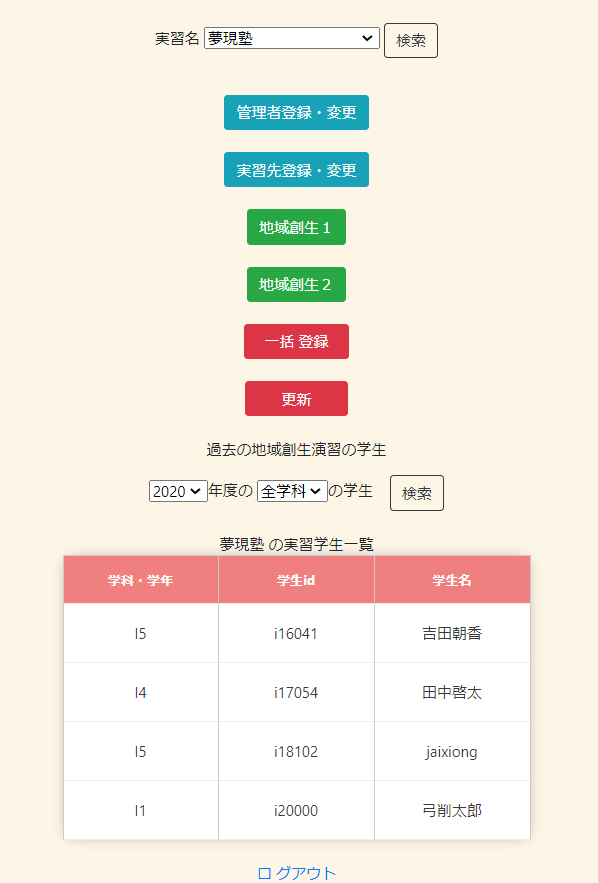 実習名 夢現塾 検索
管理者登録・変更
実習先登録・変更
地域創生１
地域創生２
一括 登録
更新
過去の地域創生演習の学生
2020 年度の 全学科 の学生 検索
夢現塾 の実習学生一覧
学科・学年 学生id 学生名
I5 i16041 吉田朝香
I4 i17054 田中啓太
I5 i18102 jaixiong
I1 i20000 弓削太郎
ログアウト